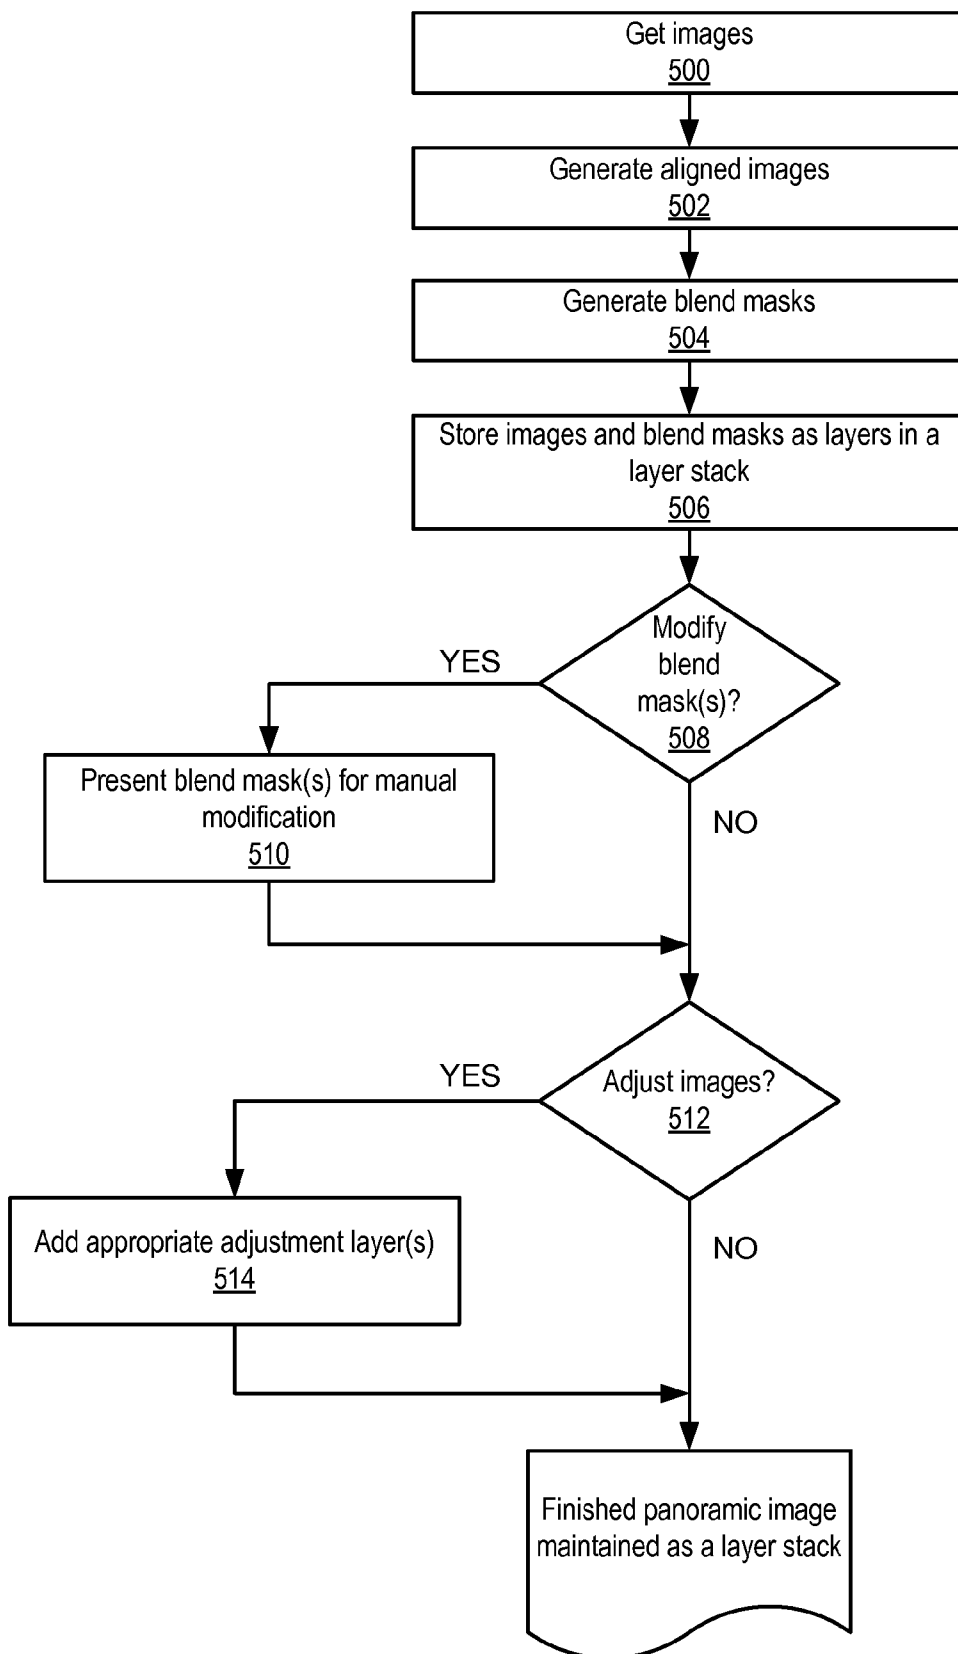 Get images
500
Generate aligned images
502
Generate blend masks
504
Store images and blend masks as layers in a
layer stack
506
Modify
blend
mask(s)?
508
YES
Present blend mask(s) for manual
modification
510
NO
Adjust images?
512
YES
Add appropriate adjustment layer(s)
514
NO
Finished panoramic image
maintained as a layer stack